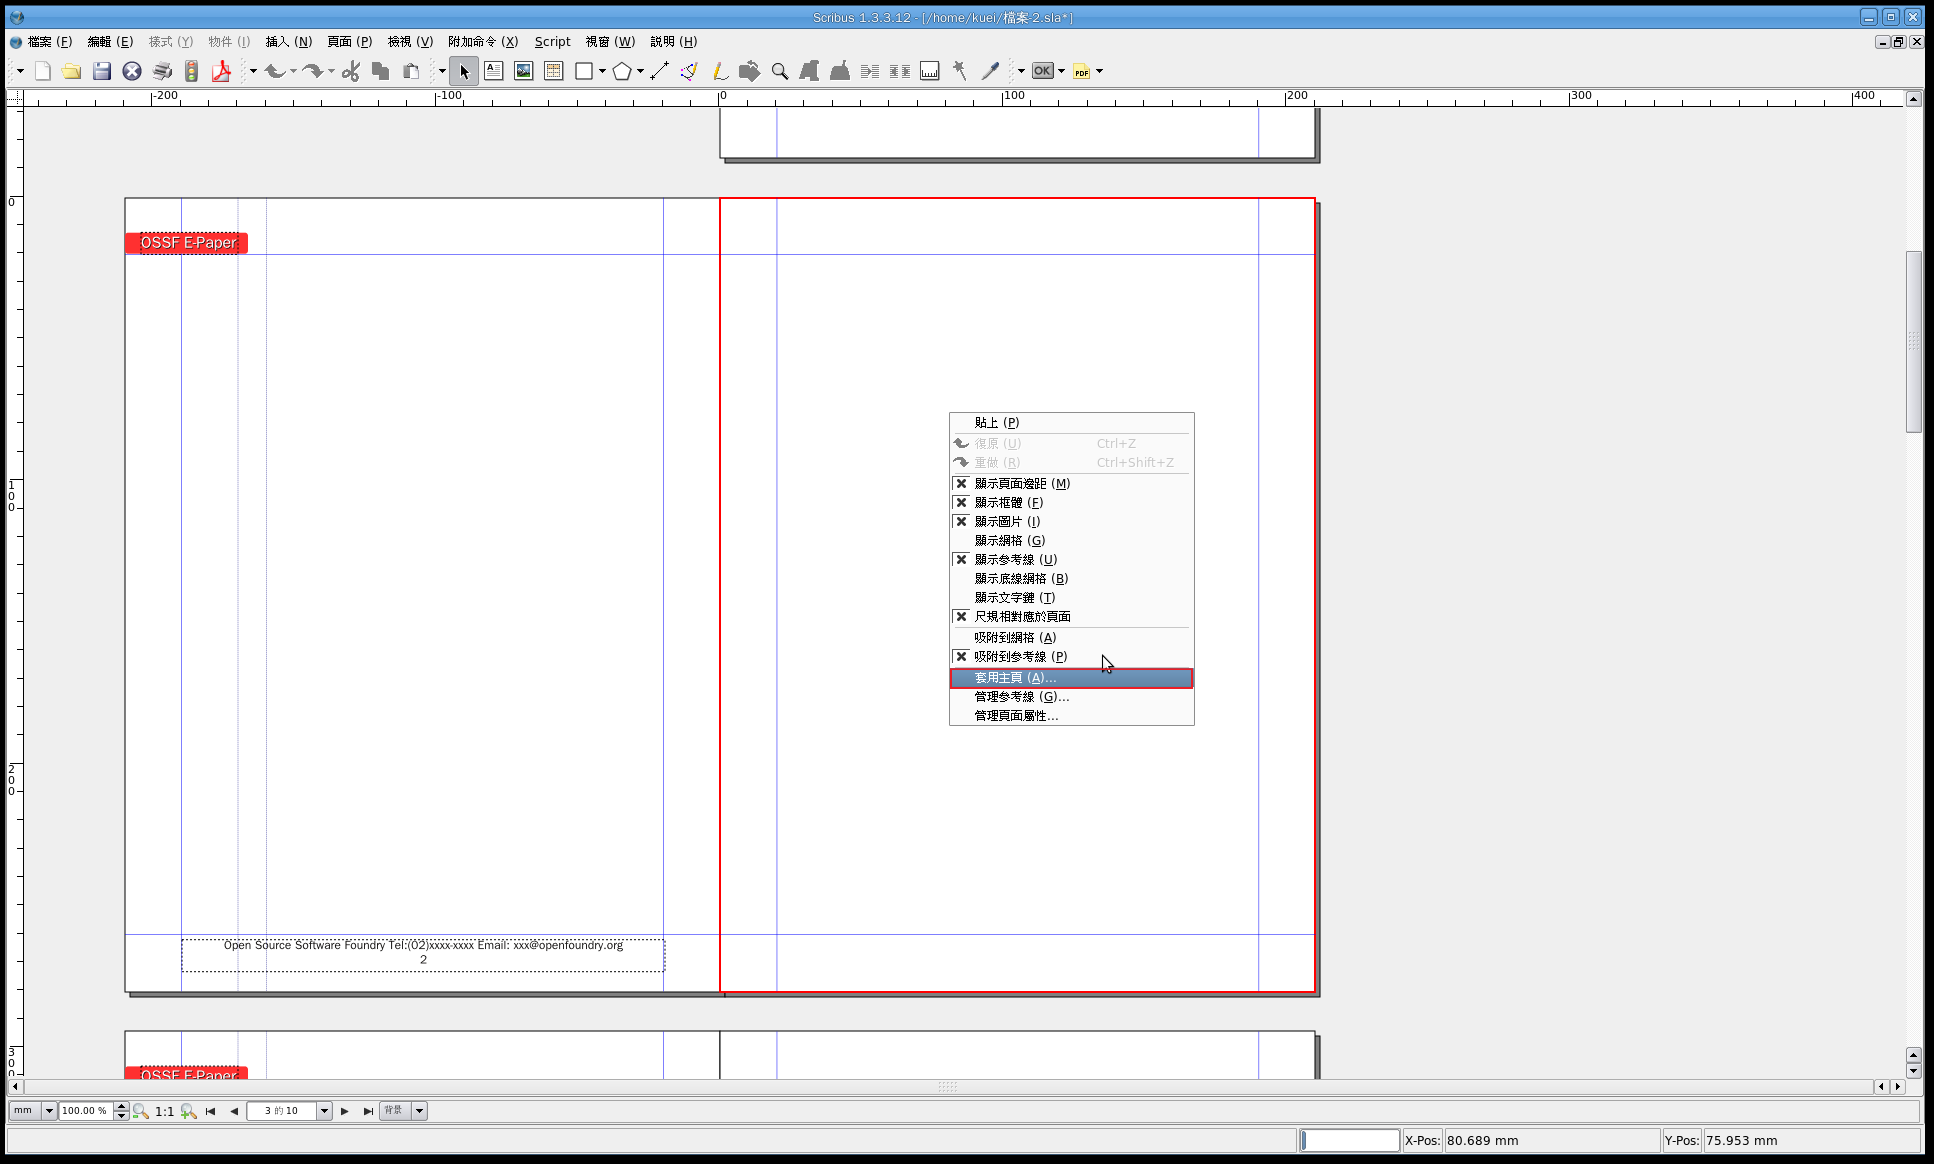 Scribus 1.3.3.12 - [/home/kuei/檔案-2.sla*]
檔案 (F) 編輯 (E) 樣式 (Y) 物件 (I) 插入 (N) 頁面 (P) 檢視 (V) 附加命令 (X) Script 視窗 (W) 説明 (H)
OK PDF
-200 -100 0 100 200 300 400
0
100
200
300
OSSF E-Paper
貼上 (P)
復原 (U) Ctrl+Z
重做 (R) Ctrl+Shift+Z
顯示頁面邊距 (M)
顯示框體 (F)
顯示圖片 (I)
顯示網格 (G)
顯示參考線 (U)
顯示底線網格 (B)
顯示文字鏈 (T)
尺規相對應於頁面
吸附到網格 (A)
吸附到參考線 (P)
套用主頁 (A)...
管理參考線 (G)...
管理頁面屬性...
Open Source Software Foundry Tel:(02)xxxx-xxxx Email: xxx@openfoundry.org
2
OSSF E-Paper
mm 100.00 % 1:1 3 的 10 背景
X-Pos: 80.689 mm Y-Pos: 75.953 mm